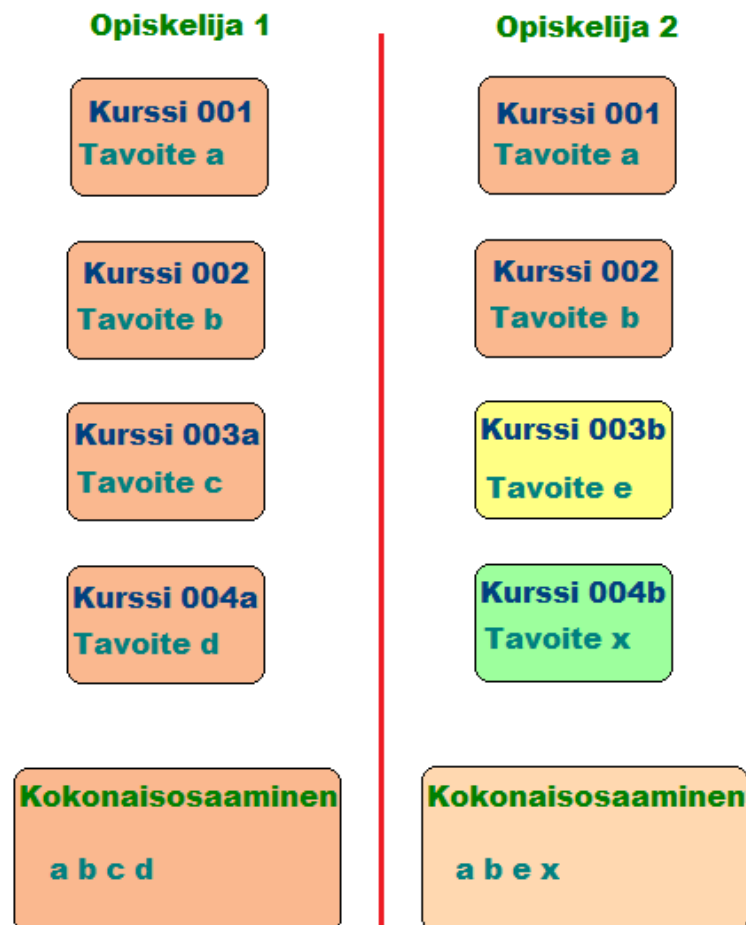 Opiskelija 1
Kurssi 001
Tavoite a
Kurssi 002
Tavoite b
Kurssi 003a
Tavoite c
Kurssi 004a
Tavoite d
Kokonaisosaaminen
a b c d
Opiskelija 2
Kurssi 001
Tavoite a
Kurssi 002
Tavoite b
Kurssi 003b
Tavoite e
Kurssi 004b
Tavoite x
Kokonaisosaaminen
a b e x